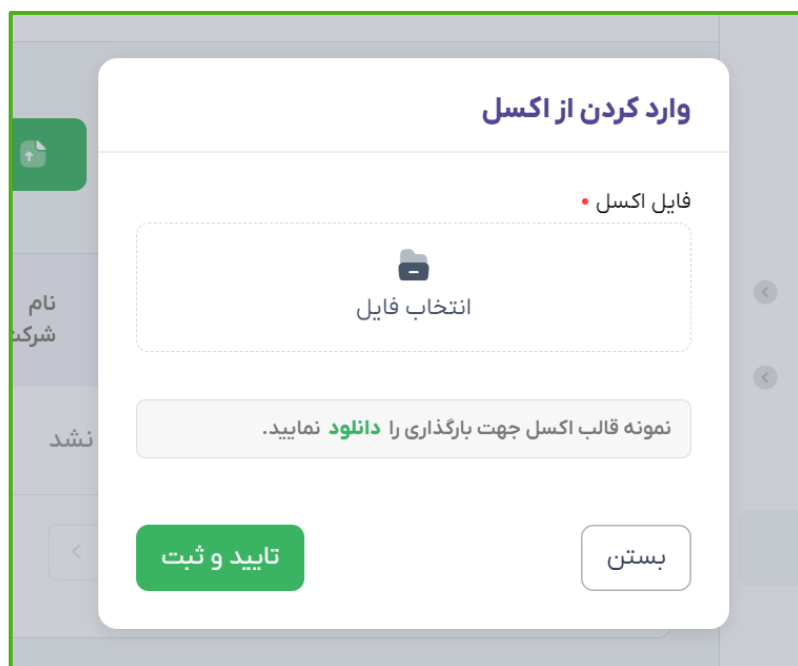 وارد کردن از اکسل
فایل اکسل •
انتخاب فایل
نمونه قالب اکسل جهت بارگذاری را دانلود نمایید.
بستن
تایید و ثبت
نام
شرکت
نشد